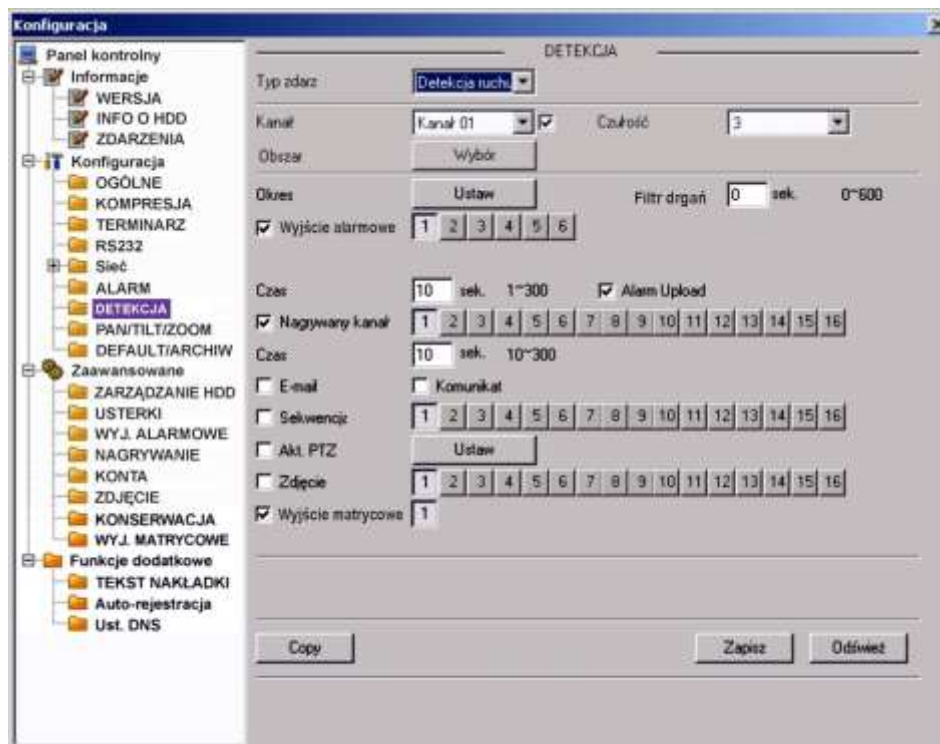 Konfiguracja
Panel kontrolny
Informacje
WERSJA
INFO O HDD
ZDARZENIA
Konfiguracja
OGÓLNE
KOMPRESJA
TERMINARZ
RS232
Sieć
ALARM
DETEKCJA
PAN/TILT/ZOOM
DEFAULT/ARCHIW
Zaawansowane
ZARZĄDZANIE HDD
USTERKI
WYJ. ALARMOWE
NAGRYWANIE
KONTA
ZDJĘCIE
KONSERWACJA
WYJ. MATRYCOWE
Funkcje dodatkowe
TEKST NAKŁADKI
Auto-rejestracja
Ust. DNS
DETEKCJA
Typ zdarz Detekcja ruchu
Kanał Kanał 01 Czułość 3
Obszar Wybór
Okres Ustaw Filtr drgań 0 sek. 0~600
Wyjście alarmowe 1 2 3 4 5 6
Czas 10 sek. 1~300 Alarm Upload
Nagrywany kanał 1 2 3 4 5 6 7 8 9 10 11 12 13 14 15 16
Czas 10 sek. 10~300
E-mail Komunikat
Sekwencja 1 2 3 4 5 6 7 8 9 10 11 12 13 14 15 16
Akt. PTZ Ustaw
Zdjęcie 1 2 3 4 5 6 7 8 9 10 11 12 13 14 15 16
Wyjście matrycowe 1
Copy Zapisz Odśwież